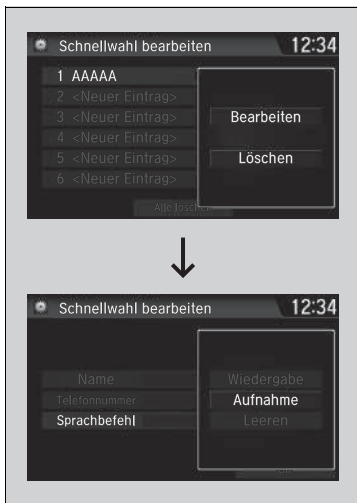 Schnellwahl bearbeiten 12:34
1 AAAAA
2 <Neuer Eintrag>
3 <Neuer Eintrag>
4 <Neuer Eintrag>
5 <Neuer Eintrag>
6 <Neuer Eintrag>
Bearbeiten
Löschen
Alle lösch
Schnellwahl bearbeiten 12:34
Name
Telefonnummer
Sprachbefehl
Wiedergabe
Aufnahme
Leeren